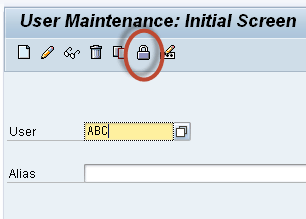 User Maintenance: Initial Screen
User ABC
Alias